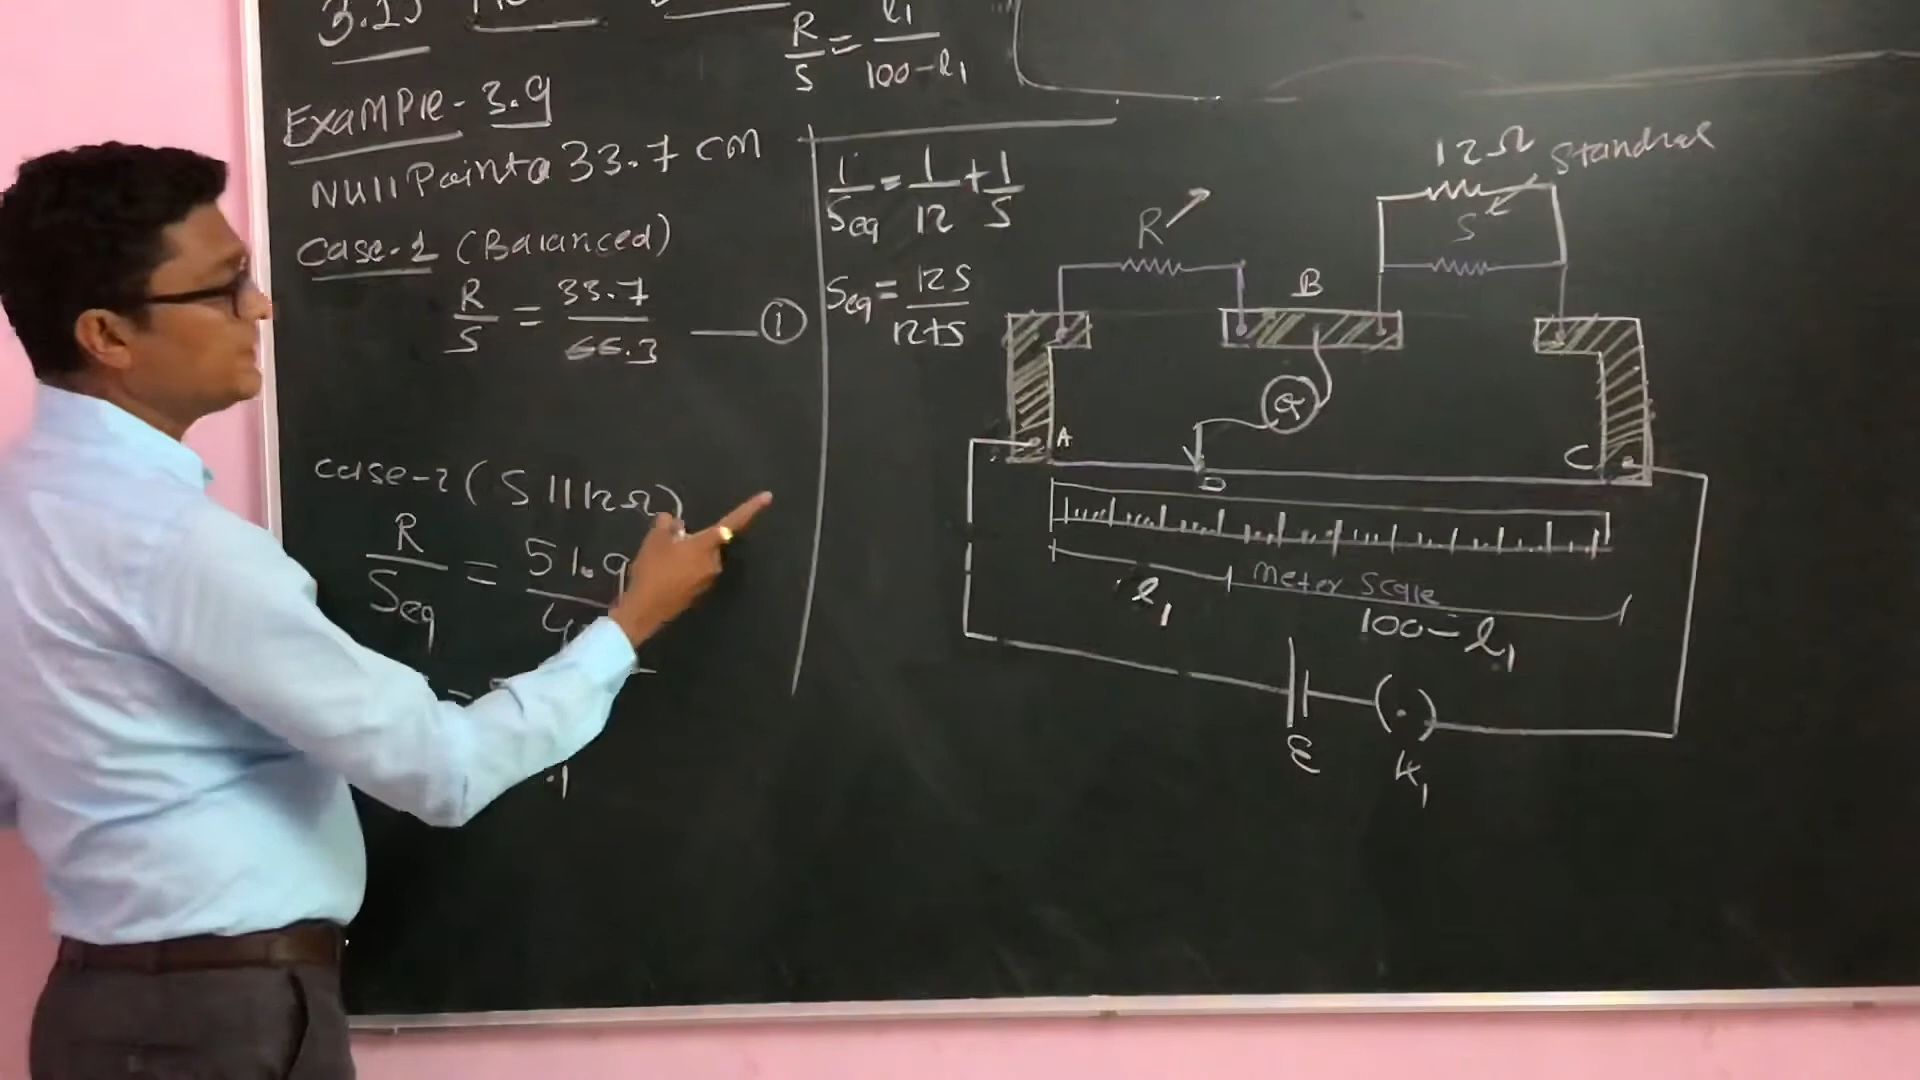 3.15
R/S = l1/100-l1
Example-3.9
Null Point a 33.7 cm
Case-1 (Balanced)
R/S = 33.7/66.3 —— ①
Case-2 (S || 12Ω)
R/Seq = 51.9
1/Seq = 1/12 + 1/S
Seq = 12S/12+S
12Ω
R
S
B
G
A
C
D
Meter Scale
l1
100-l1
ε
K1